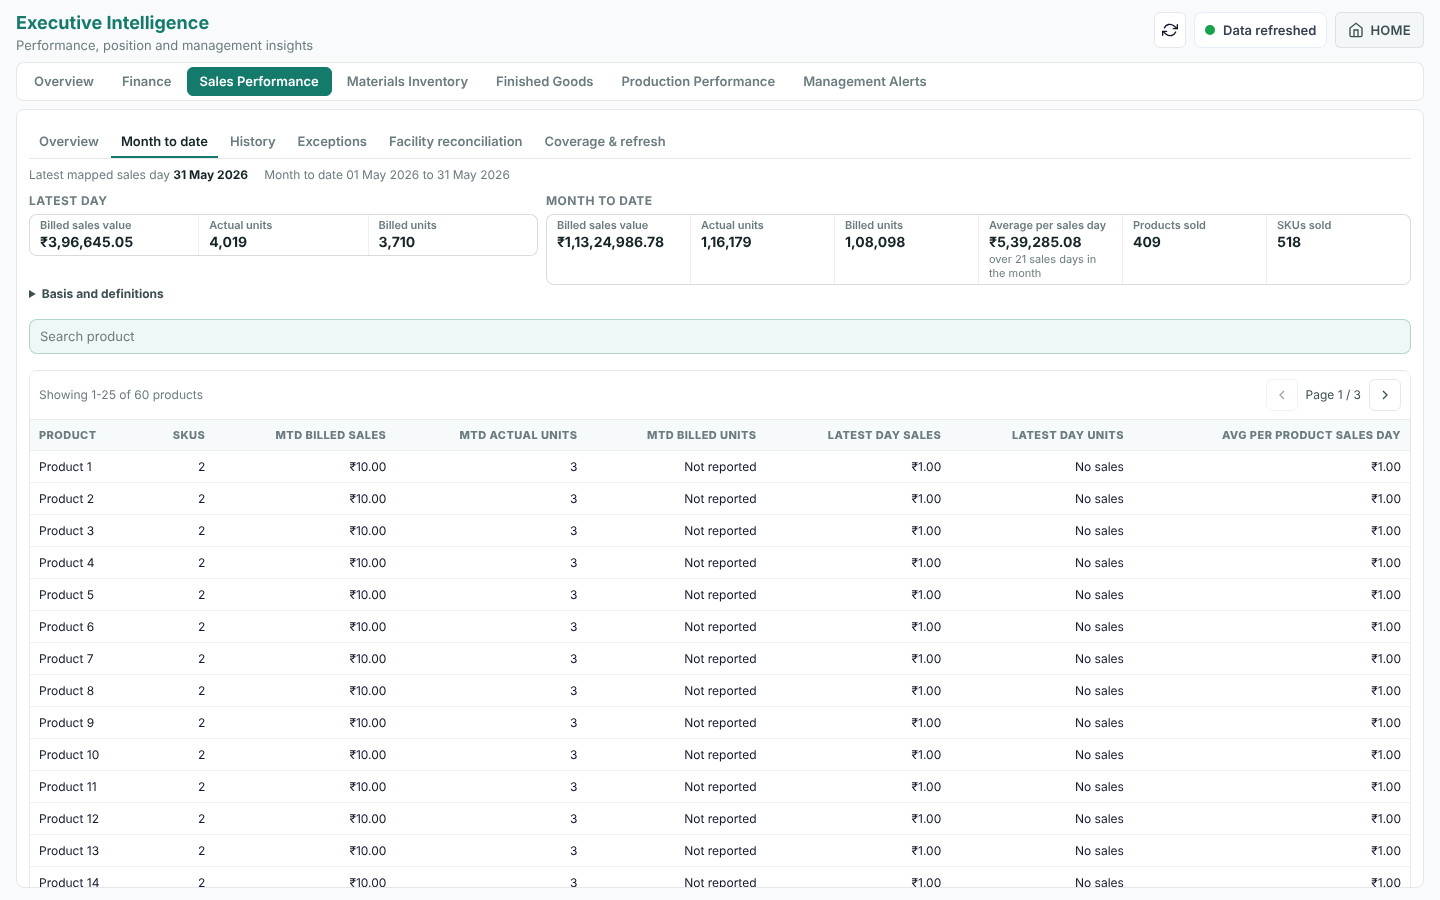 Executive Intelligence
Performance, position and management insights
Data refreshed
HOME
Overview Finance Sales Performance Materials Inventory Finished Goods Production Performance Management Alerts
Overview Month to date History Exceptions Facility reconciliation Coverage & refresh
Latest mapped sales day 31 May 2026 Month to date 01 May 2026 to 31 May 2026
LATEST DAY
Billed sales value Actual units Billed units
₹3,96,645.05 4,019 3,710
MONTH TO DATE
Billed sales value Actual units Billed units Average per sales day Products sold SKUs sold
₹1,13,24,986.78 1,16,179 1,08,098 ₹5,39,285.08 409 518
over 21 sales days in
the month
Basis and definitions
Search product
Showing 1-25 of 60 products
Page 1 / 3
PRODUCT SKUS MTD BILLED SALES MTD ACTUAL UNITS MTD BILLED UNITS LATEST DAY SALES LATEST DAY UNITS AVG PER PRODUCT SALES DAY
Product 1 2 ₹10.00 3 Not reported ₹1.00 No sales ₹1.00
Product 2 2 ₹10.00 3 Not reported ₹1.00 No sales ₹1.00
Product 3 2 ₹10.00 3 Not reported ₹1.00 No sales ₹1.00
Product 4 2 ₹10.00 3 Not reported ₹1.00 No sales ₹1.00
Product 5 2 ₹10.00 3 Not reported ₹1.00 No sales ₹1.00
Product 6 2 ₹10.00 3 Not reported ₹1.00 No sales ₹1.00
Product 7 2 ₹10.00 3 Not reported ₹1.00 No sales ₹1.00
Product 8 2 ₹10.00 3 Not reported ₹1.00 No sales ₹1.00
Product 9 2 ₹10.00 3 Not reported ₹1.00 No sales ₹1.00
Product 10 2 ₹10.00 3 Not reported ₹1.00 No sales ₹1.00
Product 11 2 ₹10.00 3 Not reported ₹1.00 No sales ₹1.00
Product 12 2 ₹10.00 3 Not reported ₹1.00 No sales ₹1.00
Product 13 2 ₹10.00 3 Not reported ₹1.00 No sales ₹1.00
Product 14 2 ₹10.00 3 Not reported ₹1.00 No sales ₹1.00